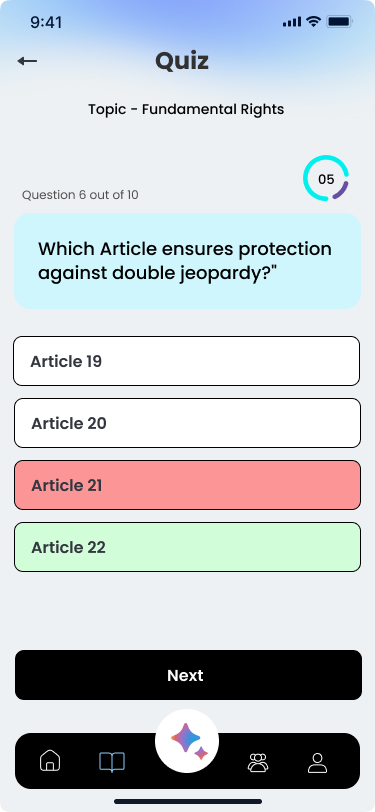 9:41
Quiz
Topic - Fundamental Rights
05
Question 6 out of 10
Which Article ensures protection
against double jeopardy?"
Article 19
Article 20
Article 21
Article 22
Next